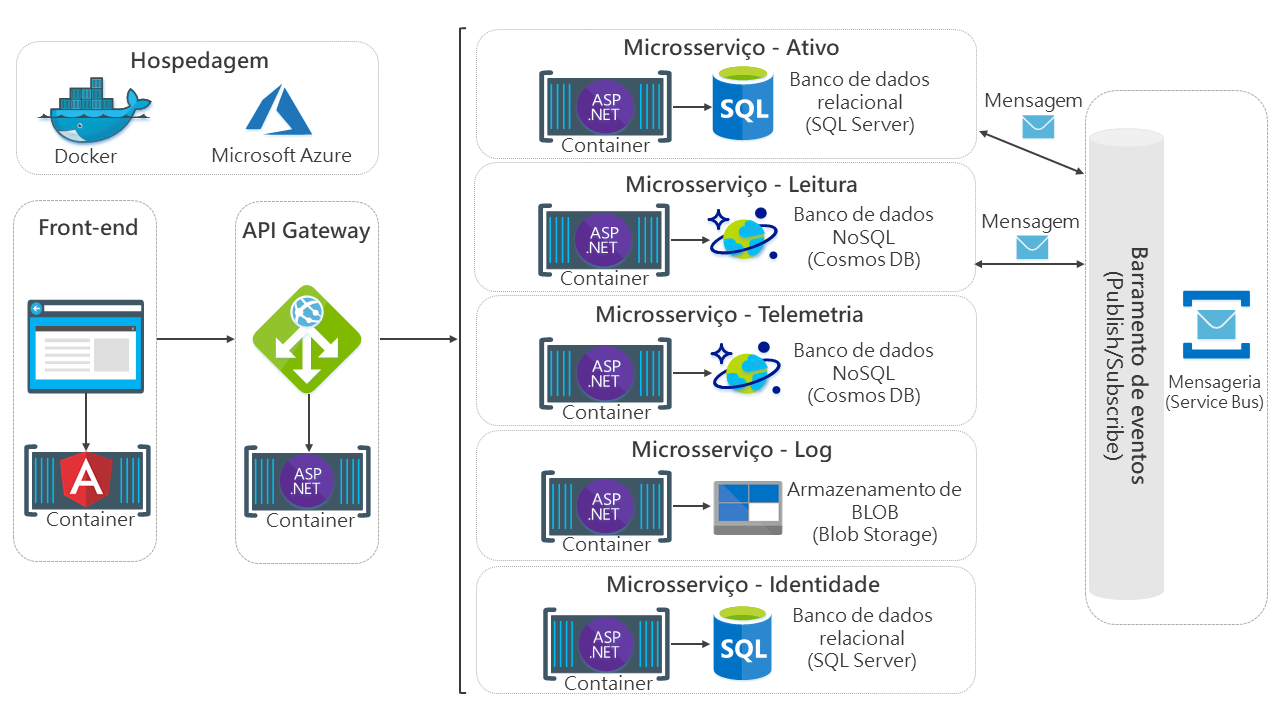 Hospedagem
Docker
Microsoft Azure
Front-end
A
Container
API Gateway
ASP
.NET
Container
Microsserviço - Ativo
ASP
.NET
Container
SQL
Banco de dados
relacional
(SQL Server)
Microsserviço - Leitura
ASP
.NET
Container
Banco de dados
NoSQL
(Cosmos DB)
Microsserviço - Telemetria
ASP
.NET
Container
Banco de dados
NoSQL
(Cosmos DB)
Microsserviço - Log
ASP
.NET
Container
Armazenamento de
BLOB
(Blob Storage)
Microsserviço - Identidade
ASP
.NET
Container
SQL
Banco de dados
relacional
(SQL Server)
Mensagem
Mensagem
Barramento de eventos
(Publish/Subscribe)
Mensageria
(Service Bus)